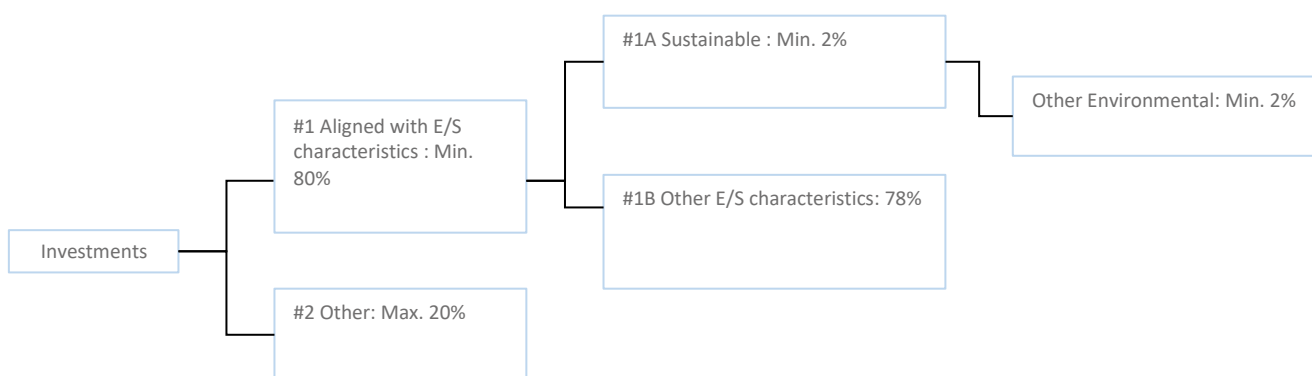 #1A Sustainable : Min. 2%
Other Environmental: Min. 2%
#1 Aligned with E/S
characteristics : Min.
80%
#1B Other E/S characteristics: 78%
Investments
#2 Other: Max. 20%